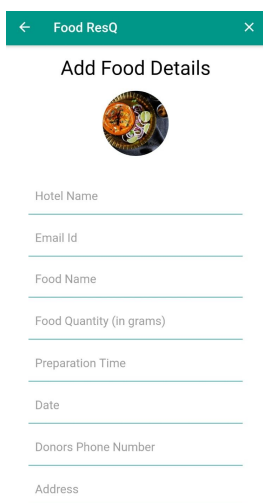 Food ResQ
Add Food Details
Hotel Name
Email Id
Food Name
Food Quantity (in grams)
Preparation Time
Date
Donors Phone Number
Address